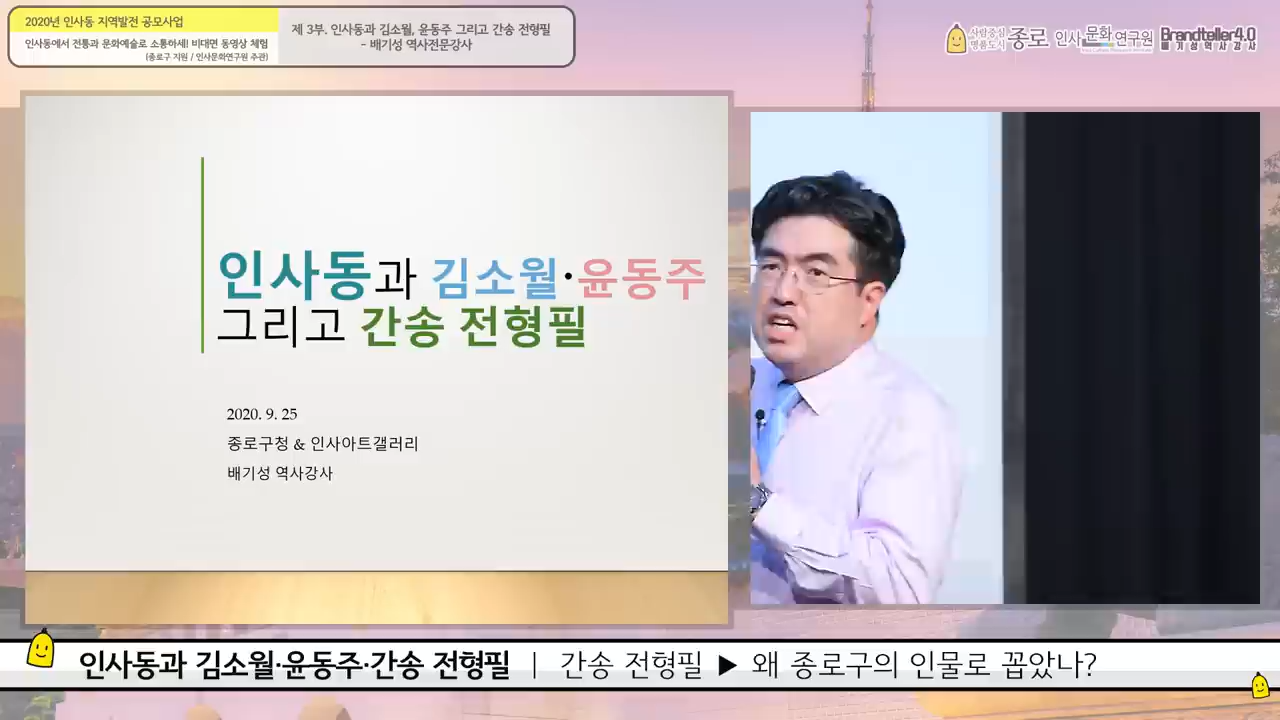 2020년 인사동 지역발전 공모사업
인사동에서 전통과 문화예술로 소통하세! 비대면 동영상 체험
(종로구 지원 / 인사문화연구원 주관)
제 3부. 인사동과 김소월, 윤동주 그리고 간송 전형필
- 배기성 역사전문강사
사람중심
명품도시
종로
인사문화연구원
Brandteller4.0
배기성역사강사
인사동과 김소월·윤동주
그리고 간송 전형필
2020. 9. 25
종로구청 & 인사아트갤러리
배기성 역사강사
인사동과 김소월·윤동주·간송 전형필 | 간송 전형필 ▶ 왜 종로구의 인물로 꼽았나?